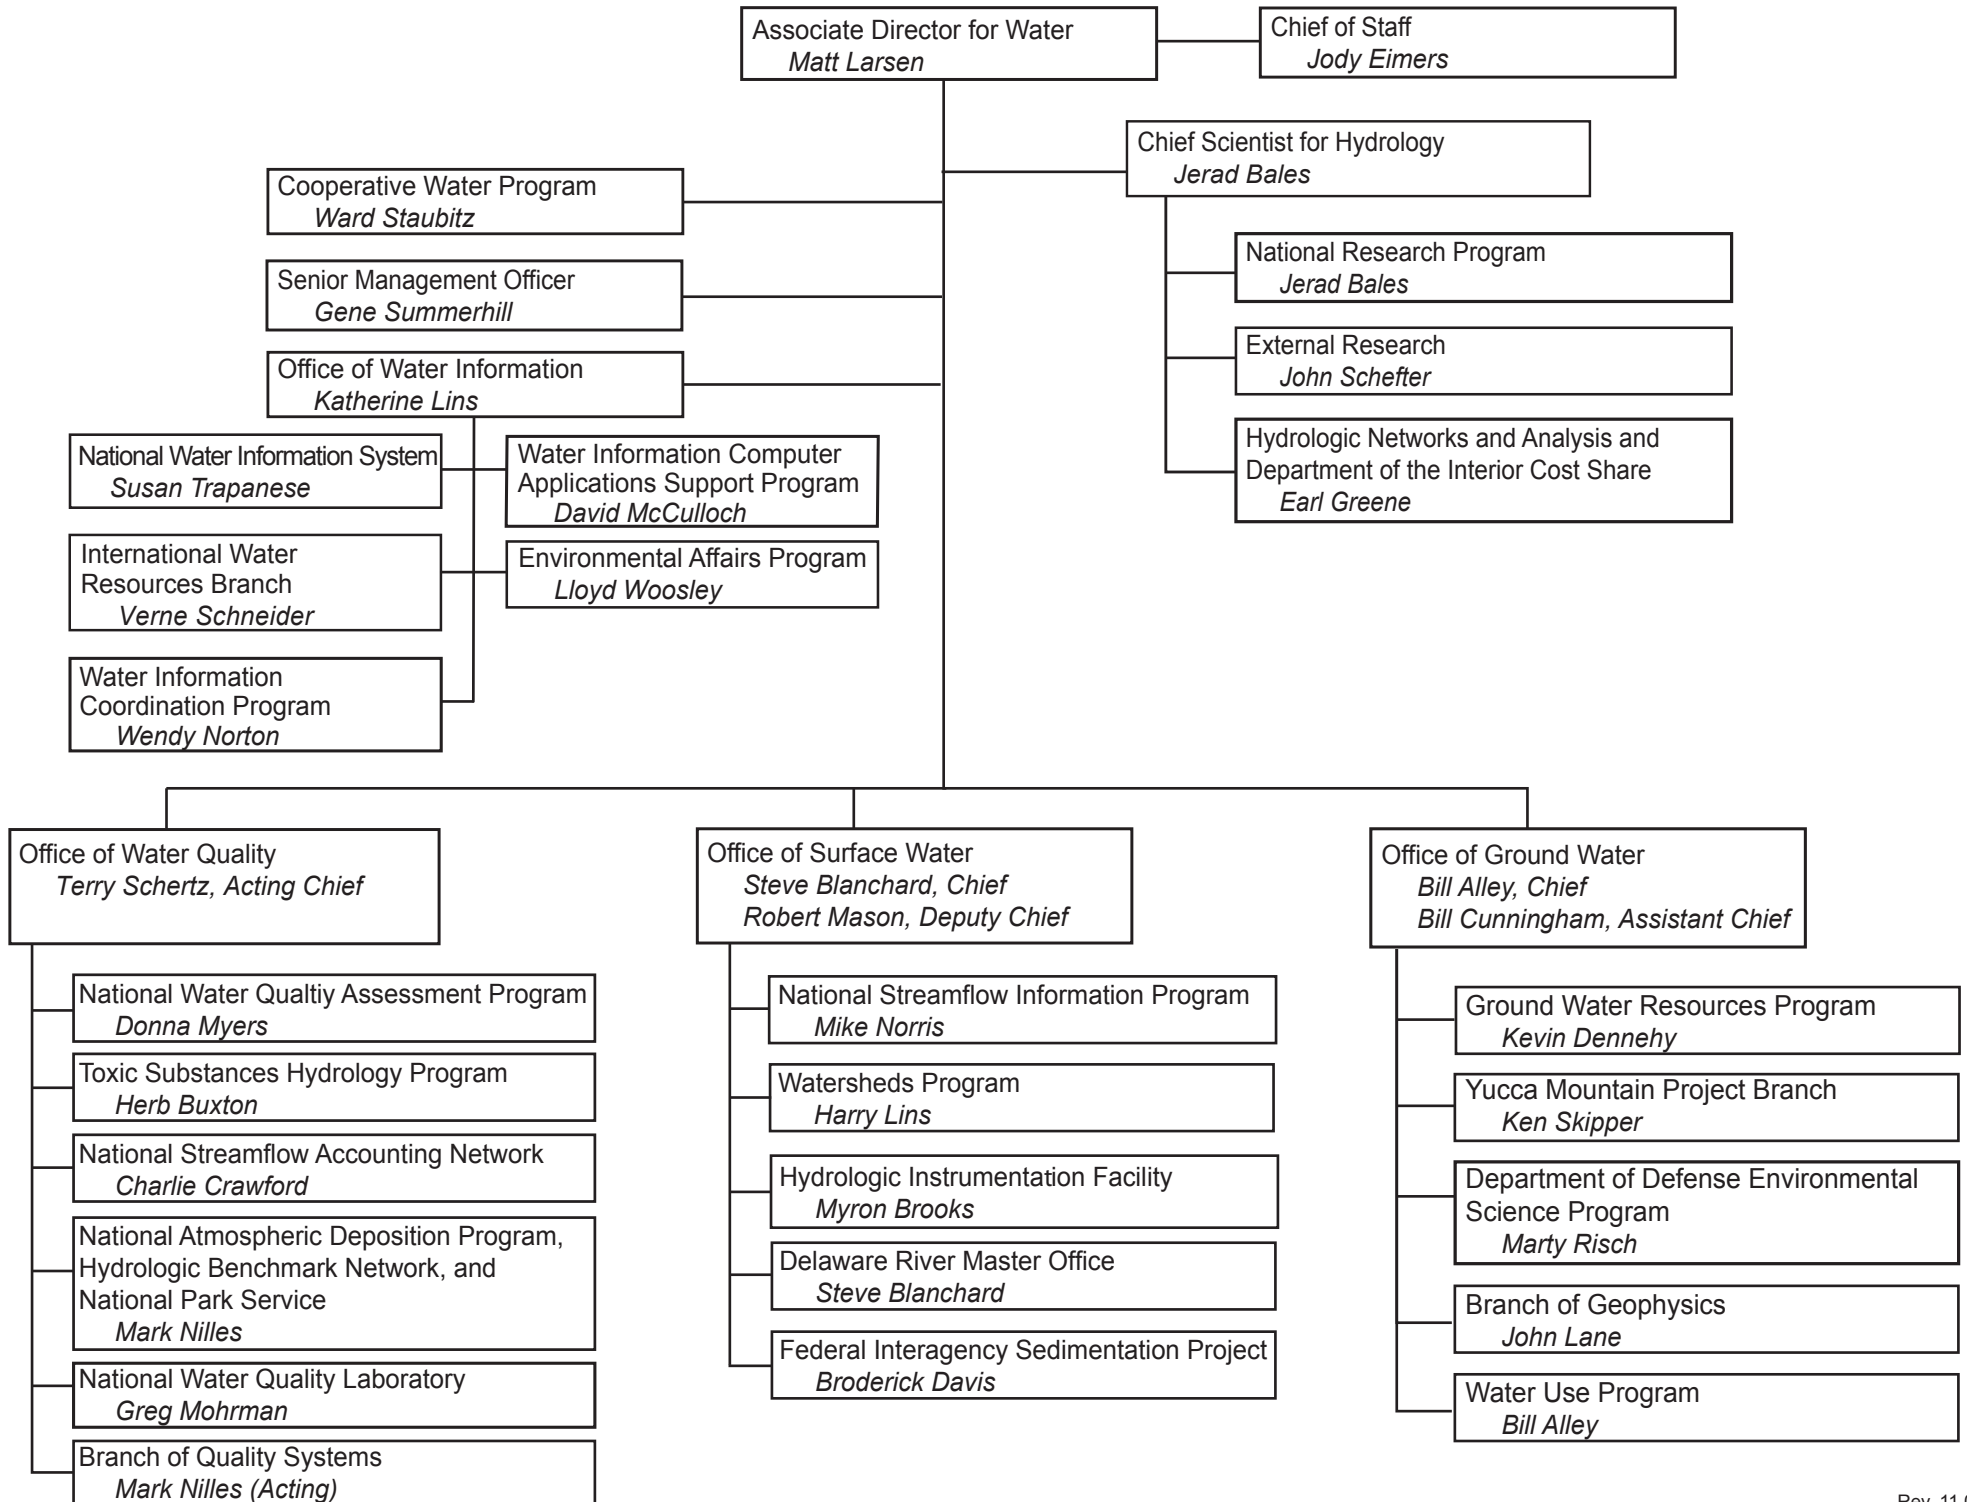 Associate Director for Water
Matt Larsen
Chief of Staff
Jody Eimers
Chief Scientist for Hydrology
Jerad Bales
National Research Program
Jerad Bales
External Research
John Schefter
Hydrologic Networks and Analysis and
Department of the Interior Cost Share
Earl Greene
Cooperative Water Program
Ward Staubitz
Senior Management Officer
Gene Summerhill
Office of Water Information
Katherine Lins
National Water Information System
Susan Trapanese
Water Information Computer
Applications Support Program
David McCulloch
International Water
Resources Branch
Verne Schneider
Environmental Affairs Program
Lloyd Woosley
Water Information
Coordination Program
Wendy Norton
Office of Water Quality
Terry Schertz, Acting Chief
National Water Qualtiy Assessment Program
Donna Myers
Toxic Substances Hydrology Program
Herb Buxton
National Streamflow Accounting Network
Charlie Crawford
National Atmospheric Deposition Program,
Hydrologic Benchmark Network, and
National Park Service
Mark Nilles
National Water Quality Laboratory
Greg Mohrman
Branch of Quality Systems
Mark Nilles (Acting)
Office of Surface Water
Steve Blanchard, Chief
Robert Mason, Deputy Chief
National Streamflow Information Program
Mike Norris
Watersheds Program
Harry Lins
Hydrologic Instrumentation Facility
Myron Brooks
Delaware River Master Office
Steve Blanchard
Federal Interagency Sedimentation Project
Broderick Davis
Office of Ground Water
Bill Alley, Chief
Bill Cunningham, Assistant Chief
Ground Water Resources Program
Kevin Dennehy
Yucca Mountain Project Branch
Ken Skipper
Department of Defense Environmental
Science Program
Marty Risch
Branch of Geophysics
John Lane
Water Use Program
Bill Alley